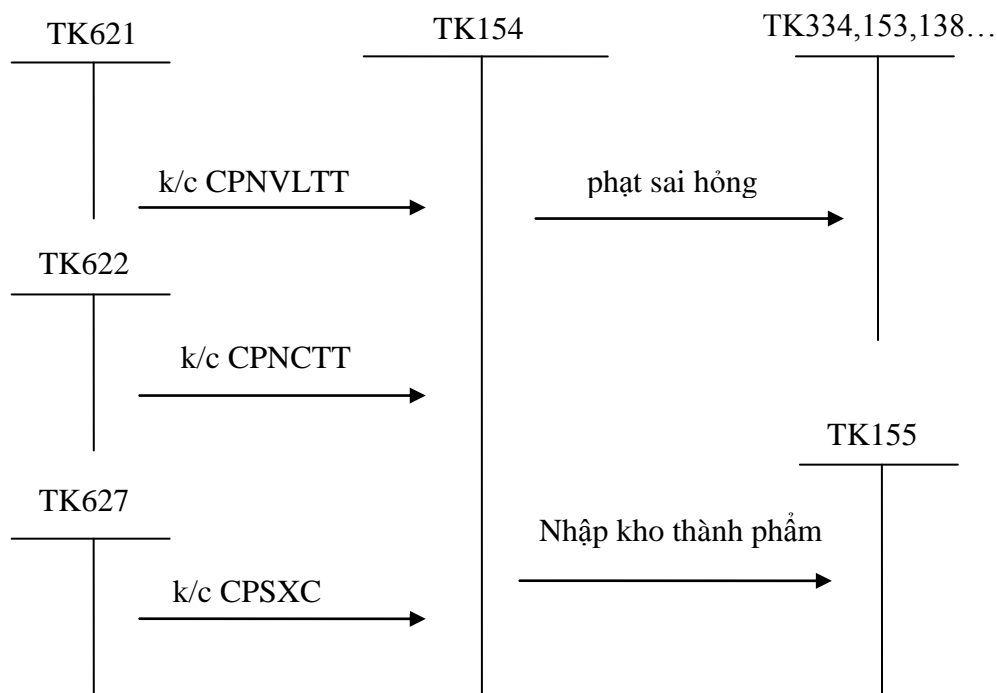 TK621
TK154
TK334,153,138…
k/c CPNVLTT
phạt sai hỏng
TK622
k/c CPNCTT
TK155
TK627
Nhập kho thành phẩm
k/c CPSXC